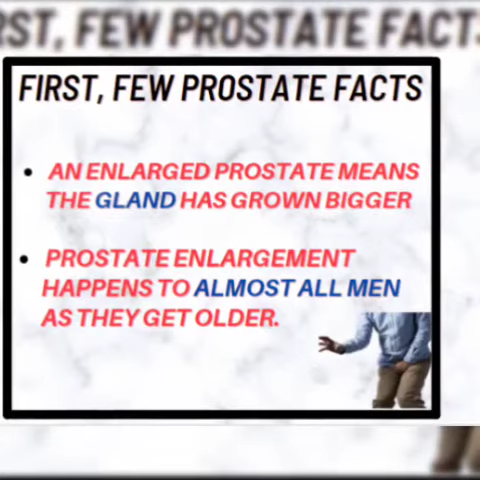 RST, FEW PROSTATE FACTS
FIRST, FEW PROSTATE FACTS
• AN ENLARGED PROSTATE MEANS
THE GLAND HAS GROWN BIGGER
• PROSTATE ENLARGEMENT
HAPPENS TO ALMOST ALL MEN
AS THEY GET OLDER.